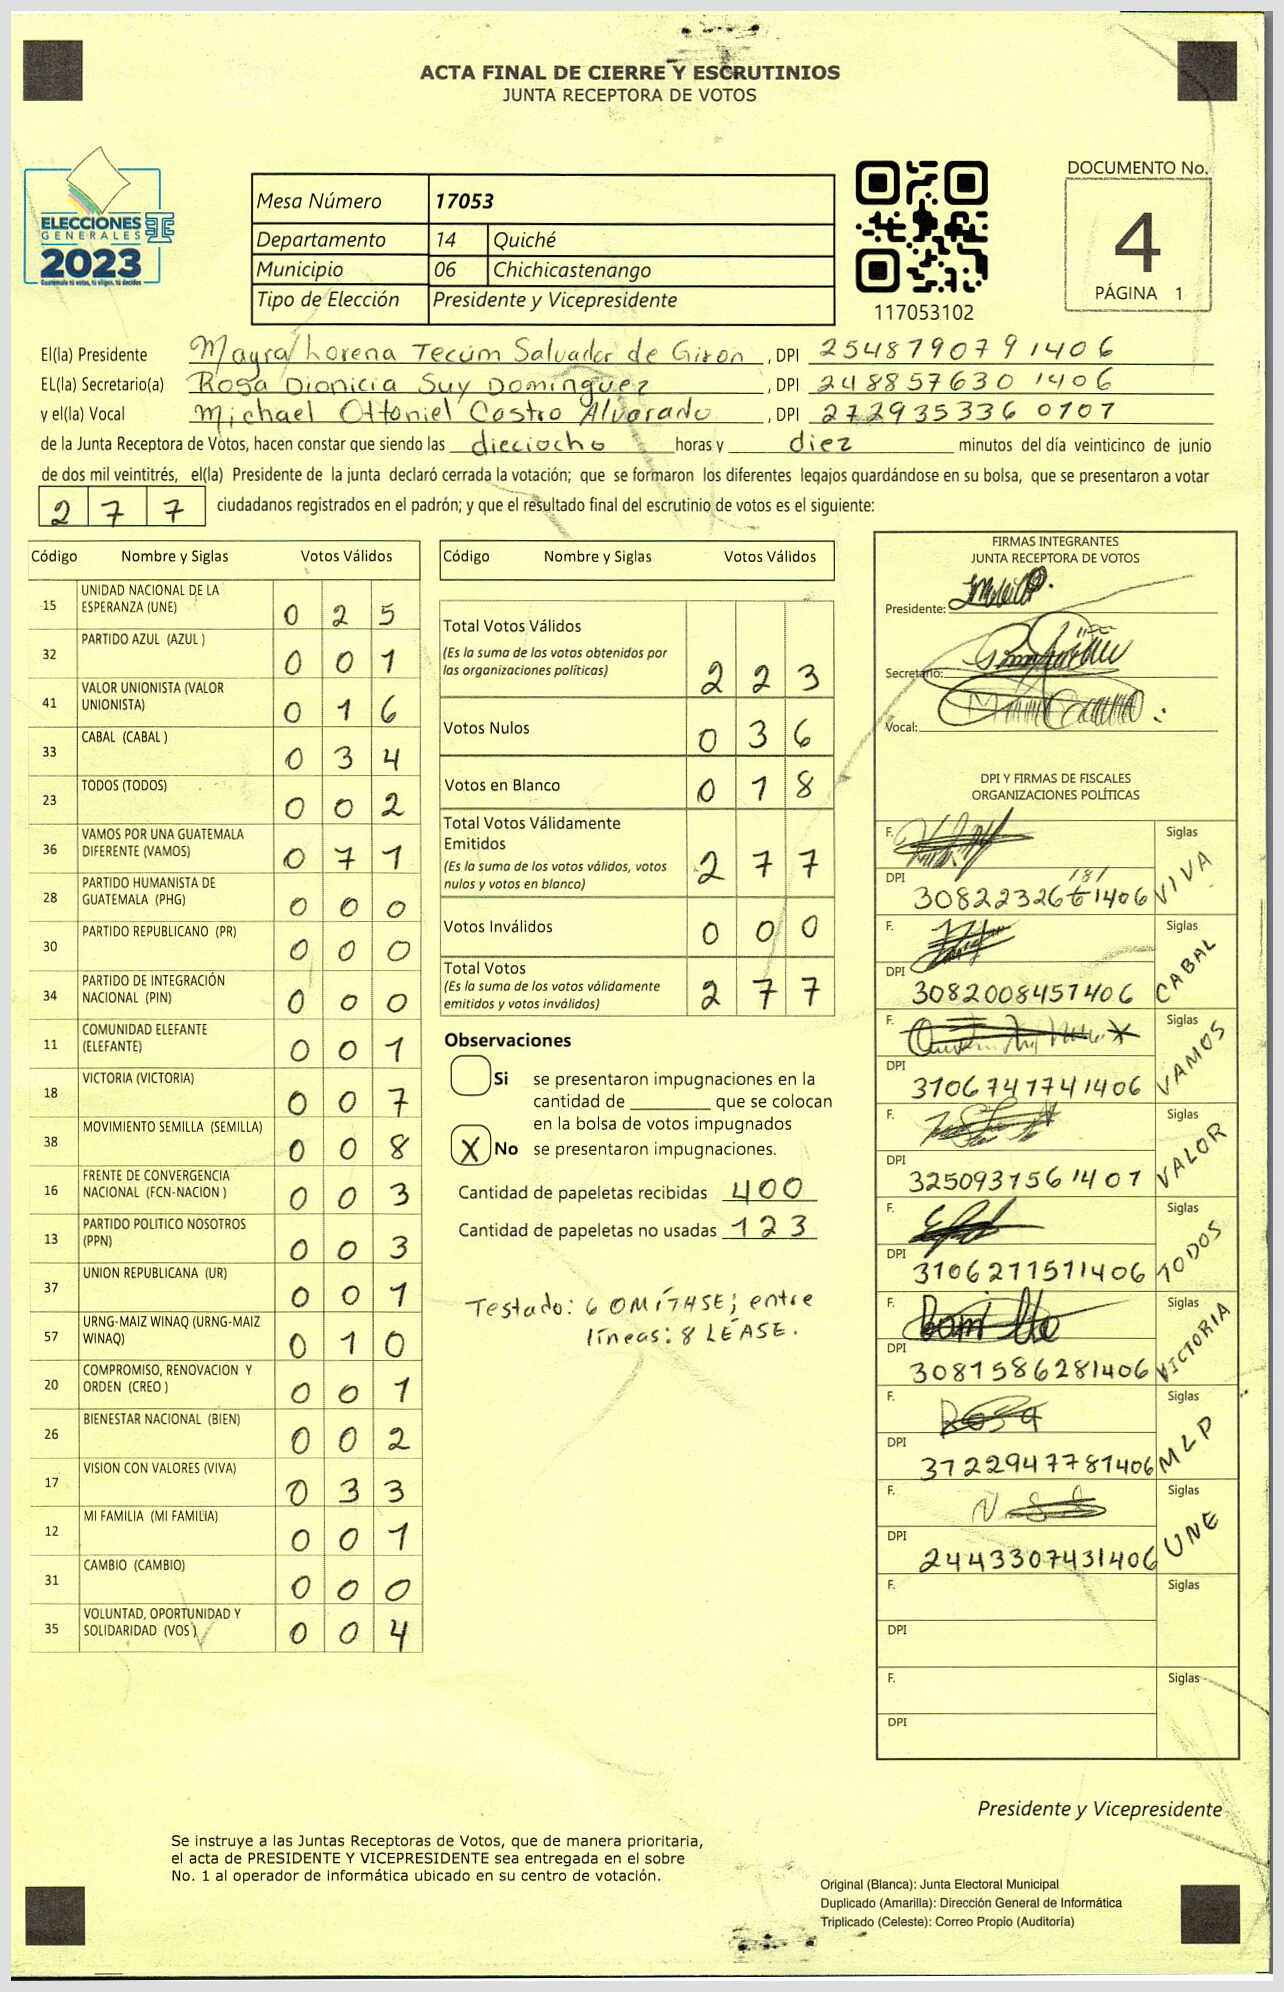 ACTA FINAL DE CIERRE Y ESCRUTINIOS
JUNTA RECEPTORA DE VOTOS
ELECCIONES
GENERALES
2023
Guatemala tú votas, tú eliges, tú decides
Mesa Número 17053
Departamento 14 Quiché
Municipio 06 Chichicastenango
Tipo de Elección Presidente y Vicepresidente
117053102
DOCUMENTO No.
4
PÁGINA 1
El(la) Presidente Mayra Lorena Tecúm Salvador de Girón, DPI 2548790791406
EL(la) Secretario(a) Rosa Dionicia Suy Domínguez, DPI 248857630 1406
y el(la) Vocal Michael Ottoniel Castro Alvarado, DPI 272935336 0101
de la Junta Receptora de Votos, hacen constar que siendo las dieciocho horas y diez minutos del día veinticinco de junio
de dos mil veintitrés, el(la) Presidente de la junta declaró cerrada la votación; que se formaron los diferentes legajos quardándose en su bolsa, que se presentaron a votar
277 ciudadanos registrados en el padrón; y que el resultado final del escrutinio de votos es el siguiente:
Código Nombre y Siglas Votos Válidos
15 UNIDAD NACIONAL DE LA ESPERANZA (UNE) 0 2 5
32 PARTIDO AZUL (AZUL ) 0 0 1
41 VALOR UNIONISTA (VALOR UNIONISTA) 0 1 6
33 CABAL (CABAL ) 0 3 4
23 TODOS (TODOS) 0 0 2
36 VAMOS POR UNA GUATEMALA DIFERENTE (VAMOS) 0 7 1
28 PARTIDO HUMANISTA DE GUATEMALA (PHG) 0 0 0
30 PARTIDO REPUBLICANO (PR) 0 0 0
34 PARTIDO DE INTEGRACIÓN NACIONAL (PIN) 0 0 0
11 COMUNIDAD ELEFANTE (ELEFANTE) 0 0 1
18 VICTORIA (VICTORIA) 0 0 7
38 MOVIMIENTO SEMILLA (SEMILLA) 0 0 8
16 FRENTE DE CONVERGENCIA NACIONAL (FCN-NACION ) 0 0 3
13 PARTIDO POLITICO NOSOTROS (PPN) 0 0 3
37 UNION REPUBLICANA (UR) 0 0 1
57 URNG-MAIZ WINAQ (URNG-MAIZ WINAQ) 0 1 0
20 COMPROMISO, RENOVACION Y ORDEN (CREO ) 0 0 1
26 BIENESTAR NACIONAL (BIEN) 0 0 2
17 VISION CON VALORES (VIVA) 0 3 3
12 MI FAMILIA (MI FAMILIA) 0 0 1
31 CAMBIO (CAMBIO) 0 0 0
35 VOLUNTAD, OPORTUNIDAD Y SOLIDARIDAD (VOS ) 0 0 4
Código Nombre y Siglas Votos Válidos
Total Votos Válidos 2 2 3
(Es la suma de los votos obtenidos por
las organizaciones políticas)
Votos Nulos 0 3 6
Votos en Blanco 0 1 8
Total Votos Válidamente
Emitidos 2 7 7
(Es la suma de los votos válidos, votos
nulos y votos en blanco)
Votos Inválidos 0 0 0
Total Votos 2 7 7
(Es la suma de los votos válidamente
emitidos y votos inválidos)
Observaciones
Si se presentaron impugnaciones en la
cantidad de ________ que se colocan
en la bolsa de votos impugnados
X No se presentaron impugnaciones.
Cantidad de papeletas recibidas 400
Cantidad de papeletas no usadas 123
Testado: 6 OMÍTASE; entre
líneas: 8 LÉASE.
FIRMAS INTEGRANTES
JUNTA RECEPTORA DE VOTOS
Presidente:
Secretario:
Vocal:
DPI Y FIRMAS DE FISCALES
ORGANIZACIONES POLÍTICAS
F. Siglas VIVA
DPI
F. Siglas CABAL
DPI 3082008451406
F. Siglas VAMOS
DPI 3106741741406
F. Siglas VALOR
DPI 3250931561401
F. Siglas TODOS
DPI 3106211511406
F. Siglas VICTORIA
DPI 3081586281406
F. Rosa Siglas MLP
DPI 3122947781406
F. Siglas UNE
DPI 2443307431406
F. Siglas
DPI
F. Siglas
DPI
Presidente y Vicepresidente
Se instruye a las Juntas Receptoras de Votos, que de manera prioritaria,
el acta de PRESIDENTE Y VICEPRESIDENTE sea entregada en el sobre
No. 1 al operador de informática ubicado en su centro de votación.
Original (Blanca): Junta Electoral Municipal
Duplicado (Amarilla): Dirección General de Informática
Triplicado (Celeste): Correo Propio (Auditoría)